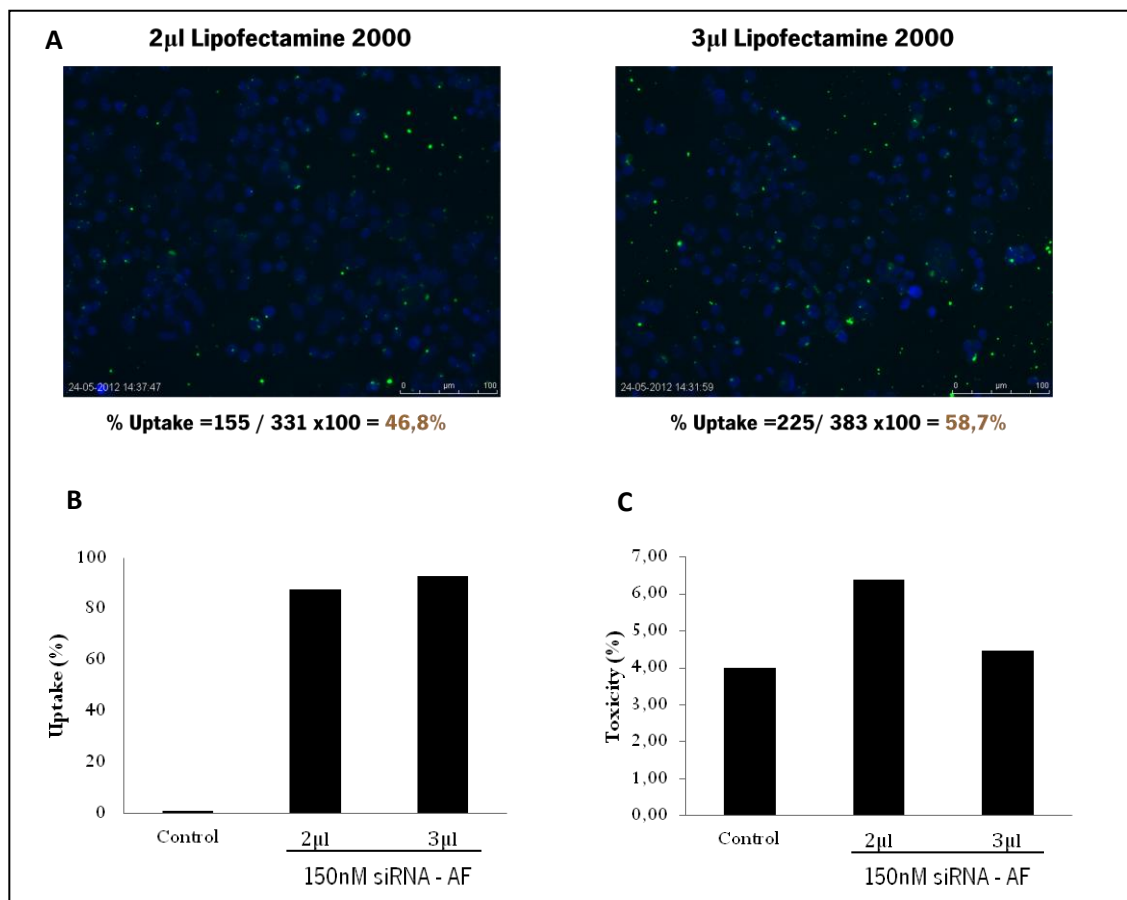 A
2µl Lipofectamine 2000
3µl Lipofectamine 2000
24-05-2012 14:37:47
0 µm 100
24-05-2012 14:31:59
0 µm 100
% Uptake =155 / 331 x100 = 46,8%
% Uptake =225/ 383 x100 = 58,7%
B
Uptake (%)
100
80
60
40
20
0
Control
2µl
3µl
150nM siRNA - AF
C
Toxicity (%)
7,00
6,00
5,00
4,00
3,00
2,00
1,00
0,00
Control
2µl
3µl
150nM siRNA - AF